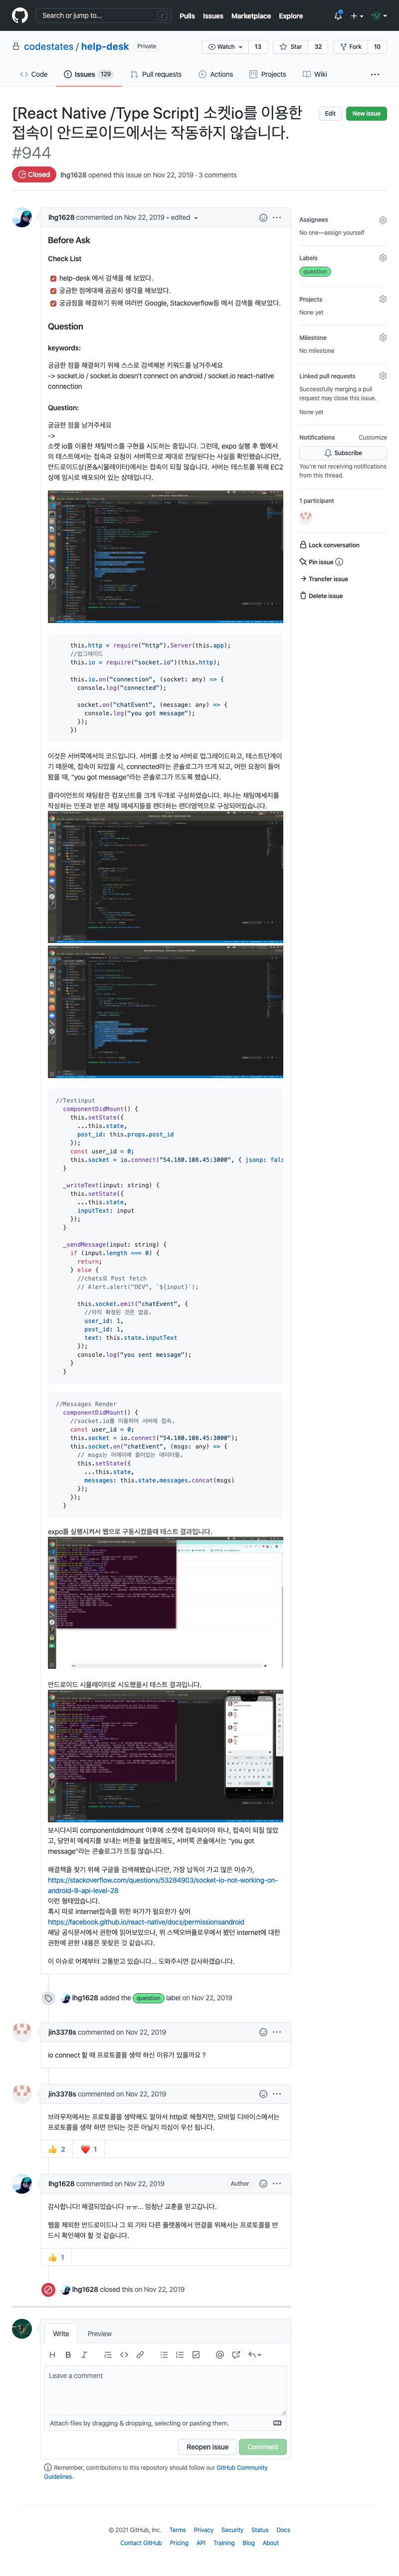 Search or jump to...
/
Pulls Issues Marketplace Explore
codestates / help-desk Private
Watch 13 Star 32 Fork 10
Code Issues 129 Pull requests Actions Projects Wiki
[React Native /Type Script] 소켓io를 이용한
접속이 안드로이드에서는 작동하지 않습니다.
#944
Edit New issue
Closed lhg1628 opened this issue on Nov 22, 2019 · 3 comments
lhg1628 commented on Nov 22, 2019 • edited
Before Ask
Check List
help-desk 에서 검색을 해 보았다.
궁금한 점에대해 곰곰히 생각을 해보았다.
궁금점을 해결하기 위해 여러번 Google, Stackoverflow등 에서 검색을 해보았다.
Question
keywords:
궁금한 점을 해결하기 위해 스스로 검색해본 키워드를 남겨주세요
-> socket.io / socket.io doesn't connect on android / socket.io react-native
connection
Question:
궁금한 점을 남겨주세요
->
소켓 io를 이용한 채팅박스를 구현을 시도하는 중입니다. 그런데, expo 실행 후 웹에서
의 테스트에서는 접속과 요청이 서버쪽으로 제대로 전달된다는 사실을 확인했습니다만,
안드로이드상(폰&시뮬레이터)에서는 접속이 되질 않습니다. 서버는 테스트를 위해 EC2
상에 임시로 배포되어 있는 상태입니다.
this.http = require("http").Server(this.app);
//업그레이드
this.io = require("socket.io")(this.http);
this.io.on("connection", (socket: any) => {
console.log("connected");
socket.on("chatEvent", (message: any) => {
console.log("you got message");
});
})
이것은 서버쪽에서의 코드입니다. 서버를 소켓 io 서버로 업그레이드하고, 테스트단계이
기 때문에, 접속이 되었을 시, connected라는 콘솔로그가 뜨게 되고, 어떤 요청이 들어
왔을 때, "you got message"라는 콘솔로그가 뜨도록 했습니다.
클라이언트의 채팅창은 컴포넌트를 크게 두개로 구성하였습니다. 하나는 채팅메세지를
작성하는 인풋과 받은 채팅 메세지들을 렌더하는 렌더영역으로 구성되어있습니다.
//Textinput
componentDidMount() {
this.setState({
...this.state,
post_id: this.props.post_id
});
const user_id = 0;
this.socket = io.connect("54.180.108.45:3000", { jsonp: fals
}
_writeText(input: string) {
this.setState({
...this.state,
inputText: input
});
}
_sendMessage(input: string) {
if (input.length === 0) {
return;
} else {
//chats로 Post fetch
// Alert.alert("DEV", `${input}`);
this.socket.emit("chatEvent", {
//아직 확정된 것은 없음.
user_id: 1,
post_id: 1,
text: this.state.inputText
});
console.log("you sent message");
}
}
//Messages Render
componentDidMount() {
//socket.io를 이용하여 서버에 접속.
const user_id = 0;
this.socket = io.connect("54.180.108.45:3000");
this.socket.on("chatEvent", (msgs: any) => {
// msgs는 어레이에 들어있는 데이터들.
this.setState({
...this.state,
messages: this.state.messages.concat(msgs)
});
});
}
expo를 실행시켜서 웹으로 구동시켰을때 테스트 결과입니다.
안드로이드 시뮬레이터로 시도했을시 테스트 결과입니다.
보시다시피 componentdidmount 이후에 소켓에 접속되어야 하나, 접속이 되질 않았
고, 당연히 메세지를 보내는 버튼을 눌렀음에도, 서버쪽 콘솔에서는 "you got
message"라는 콘솔로그가 뜨질 않습니다.
해결책을 찾기 위해 구글을 검색해봤습니다만, 가장 납득이 가고 많은 이슈가,
https://stackoverflow.com/questions/53284903/socket-io-not-working-on-
android-9-api-level-28
이런 형태였습니다.
혹시 따로 internet접속을 위한 허가가 필요한가 싶어
https://facebook.github.io/react-native/docs/permissionsandroid
해당 공식문서에서 권한에 읽어보았으나, 위 스택오버플로우에서 봤던 internet에 대한
권한에 관한 내용은 못찾은 것 같습니다.
이 이슈로 어제부터 고통받고 있습니다... 도와주시면 감사하겠습니다.
lhg1628 added the question label on Nov 22, 2019
jin3378s commented on Nov 22, 2019
io connect 할 때 프로토콜을 생략 하신 이유가 있을까요 ?
jin3378s commented on Nov 22, 2019
브라우저에서는 프로토콜을 생략해도 알아서 http로 해줬지만, 모바일 디바이스에서는
프로토콜을 생략 하면 안되는 것은 아닐지 의심이 우선 됩니다.
👍 2 ❤️ 1
lhg1628 commented on Nov 22, 2019 Author
감사합니다! 해결되었습니다 ㅠㅠ... 엄청난 교훈을 얻고갑니다.
웹을 제외한 안드로이드나 그 외 기타 다른 플랫폼에서 연결을 위해서는 프로토콜을 반
드시 확인해야 할 것 같습니다.
👍 1
lhg1628 closed this on Nov 22, 2019
Write Preview
Leave a comment
Attach files by dragging & dropping, selecting or pasting them.
Reopen issue Comment
Remember, contributions to this repository should follow our GitHub Community
Guidelines.
Assignees
No one—assign yourself
Labels
question
Projects
None yet
Milestone
No milestone
Linked pull requests
Successfully merging a pull
request may close this issue.
None yet
Notifications Customize
Subscribe
You're not receiving notifications
from this thread.
1 participant
Lock conversation
Pin issue
Transfer issue
Delete issue
© 2021 GitHub, Inc. Terms Privacy Security Status Docs
Contact GitHub Pricing API Training Blog About